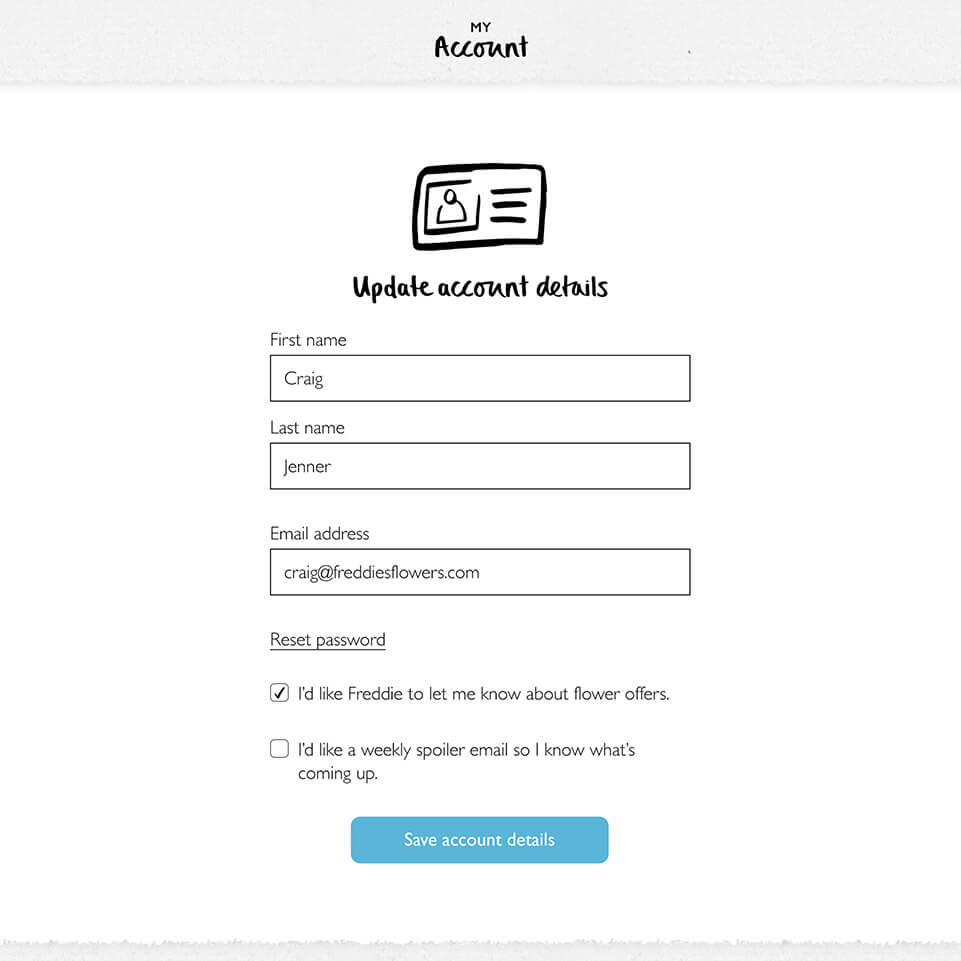 MY
Account
Update account details
First name
Craig
Last name
Jenner
Email address
craig@freddiesflowers.com
Reset password
I'd like Freddie to let me know about flower offers.
I'd like a weekly spoiler email so I know what's
coming up.
Save account details